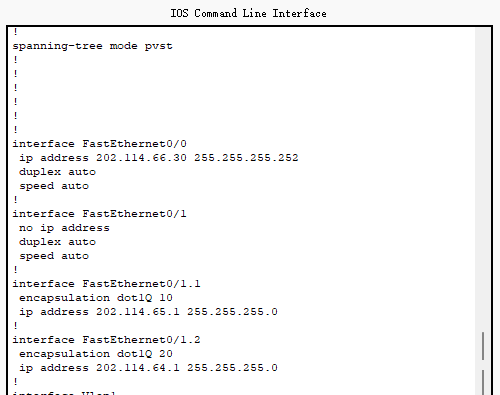 IOS Command Line Interface
!
spanning-tree mode pvst
!
!
!
!
!
!
interface FastEthernet0/0
ip address 202.114.66.30 255.255.255.252
duplex auto
speed auto
!
interface FastEthernet0/1
no ip address
duplex auto
speed auto
!
interface FastEthernet0/1.1
encapsulation dot1Q 10
ip address 202.114.65.1 255.255.255.0
!
interface FastEthernet0/1.2
encapsulation dot1Q 20
ip address 202.114.64.1 255.255.255.0
!
interface Vlan1